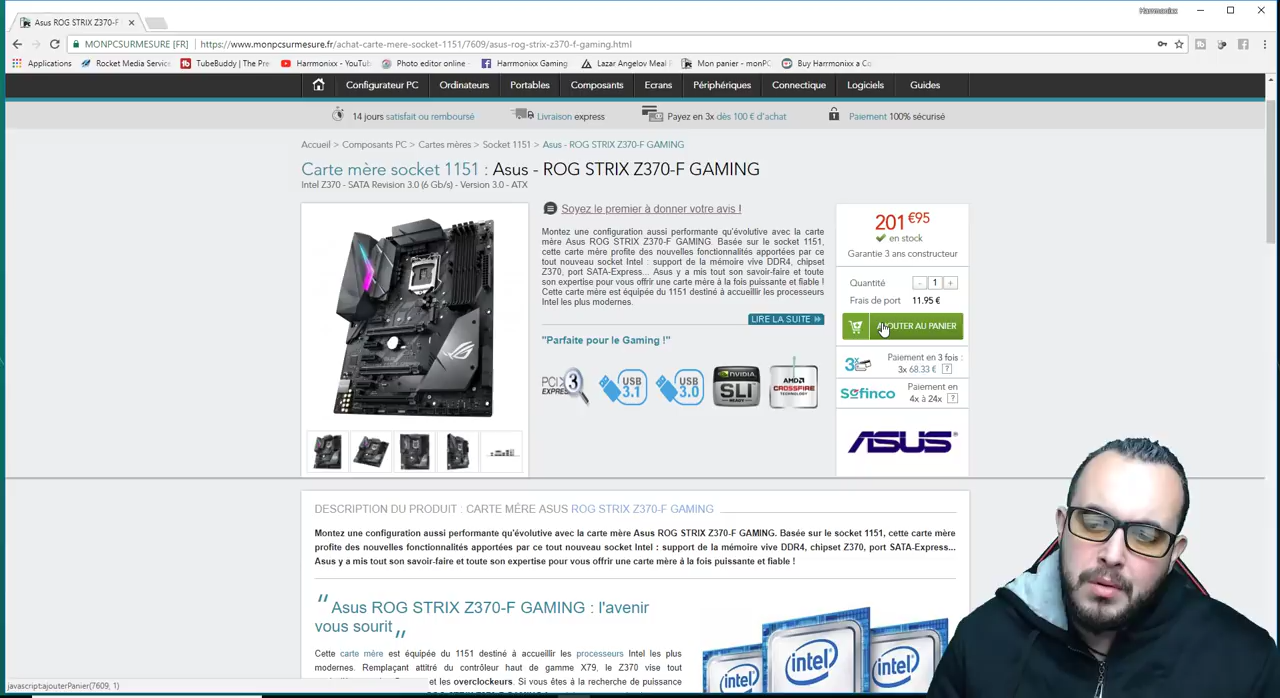 Harmonixx
Asus ROG STRIX Z370-F
MONPCSURMESURE [FR]
https://www.monpcsurmesure.fr/achat-carte-mere-socket-1151/7609/asus-rog-strix-z370-f-gaming.html
Applications
Rocket Media Service
TubeBuddy | The Pre
Harmonixx - YouTu
Photo editor online
Harmonixx Gaming
Lazar Angelov Meal
Mon panier - monPC
Buy Harmonixx a Co
Configurateur PC
Ordinateurs
Portables
Composants
Ecrans
Périphériques
Connectique
Logiciels
Guides
14 jours satisfait ou remboursé
Livraison express
Payez en 3x dès 100 € d'achat
Paiement 100% sécurisé
Accueil > Composants PC > Cartes mères > Socket 1151 > Asus - ROG STRIX Z370-F GAMING
Carte mère socket 1151 : Asus - ROG STRIX Z370-F GAMING
Intel Z370 - SATA Revision 3.0 (6 Gb/s) - Version 3.0 - ATX
Soyez le premier à donner votre avis !
Montez une configuration aussi performante qu'évolutive avec la carte
mère Asus ROG STRIX Z370-F GAMING. Basée sur le socket 1151,
cette carte mère profite des nouvelles fonctionnalités apportées par ce
tout nouveau socket Intel : support de la mémoire vive DDR4, chipset
Z370, port SATA-Express... Asus y a mis tout son savoir-faire et toute
son expertise pour vous offrir une carte mère à la fois puissante et fiable !
Cette carte mère est équipée du 1151 destiné à accueillir les processeurs
Intel les plus modernes.
LIRE LA SUITE
"Parfaite pour le Gaming !"
PCI EXPRESS 3
USB 3.1
USB 3.0
NVIDIA SLI READY
AMD CROSSFIRE TECHNOLOGY
201 €95
en stock
Garantie 3 ans constructeur
Quantité - 1 +
Frais de port 11.95 €
AJOUTER AU PANIER
3x
Paiement en 3 fois :
3x 68.33 € ?
Sofinco
Paiement en
4x à 24x ?
ASUS
DESCRIPTION DU PRODUIT : CARTE MÈRE ASUS ROG STRIX Z370-F GAMING
Montez une configuration aussi performante qu'évolutive avec la carte mère Asus ROG STRIX Z370-F GAMING. Basée sur le socket 1151, cette carte mère
profite des nouvelles fonctionnalités apportées par ce tout nouveau socket Intel : support de la mémoire vive DDR4, chipset Z370, port SATA-Express...
Asus y a mis tout son savoir-faire et toute son expertise pour vous offrir une carte mère à la fois puissante et fiable !
“Asus ROG STRIX Z370-F GAMING : l'avenir
vous sourit”
Cette carte mère est équipée du 1151 destiné à accueillir les processeurs Intel les plus
modernes. Remplaçant attitré du contrôleur haut de gamme X79, le Z370 vise tout
et les overclockeurs. Si vous êtes à la recherche de puissance
intel
intel
intel
javascript:ajouterPanier(7609, 1)